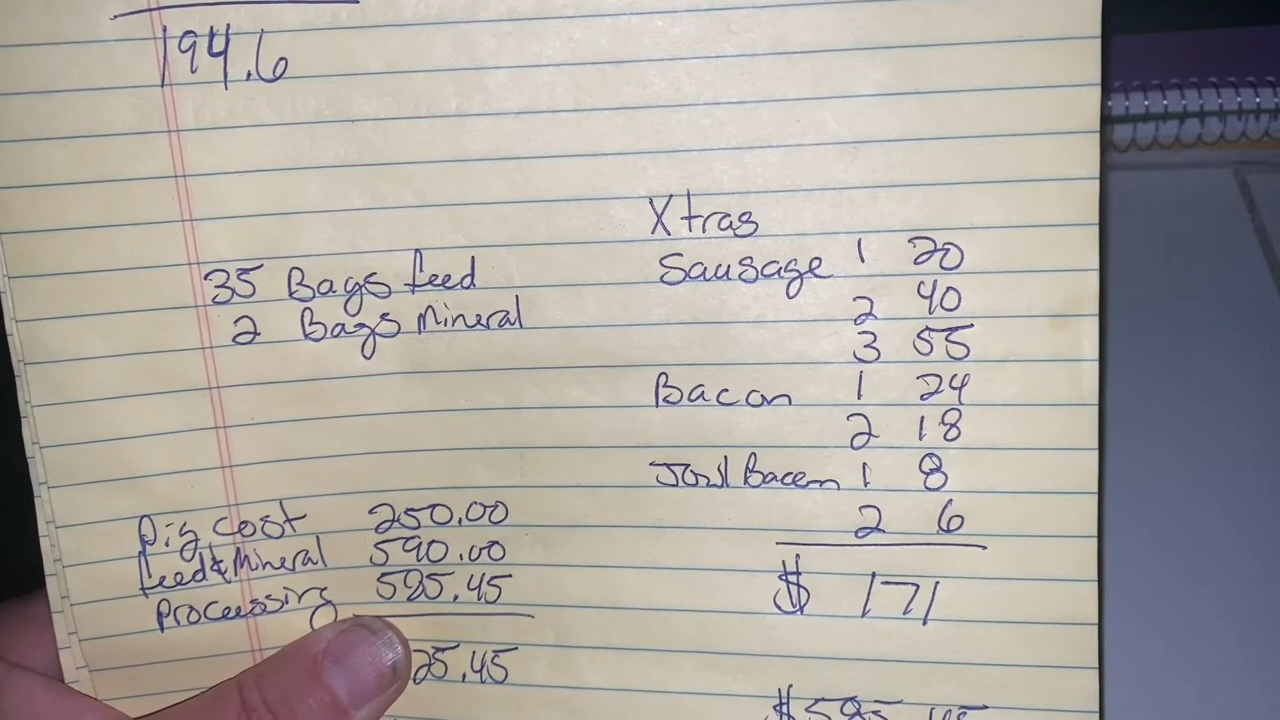 194.6
35 Bags feed
2 Bags Mineral
Xtras
Sausage 1 20
2 40
3 55
Bacon 1 24
2 18
Jowl Bacon 1 8
2 6
$ 171
Pig cost 250.00
feed & Mineral 590.00
Processing 585.45
25.45